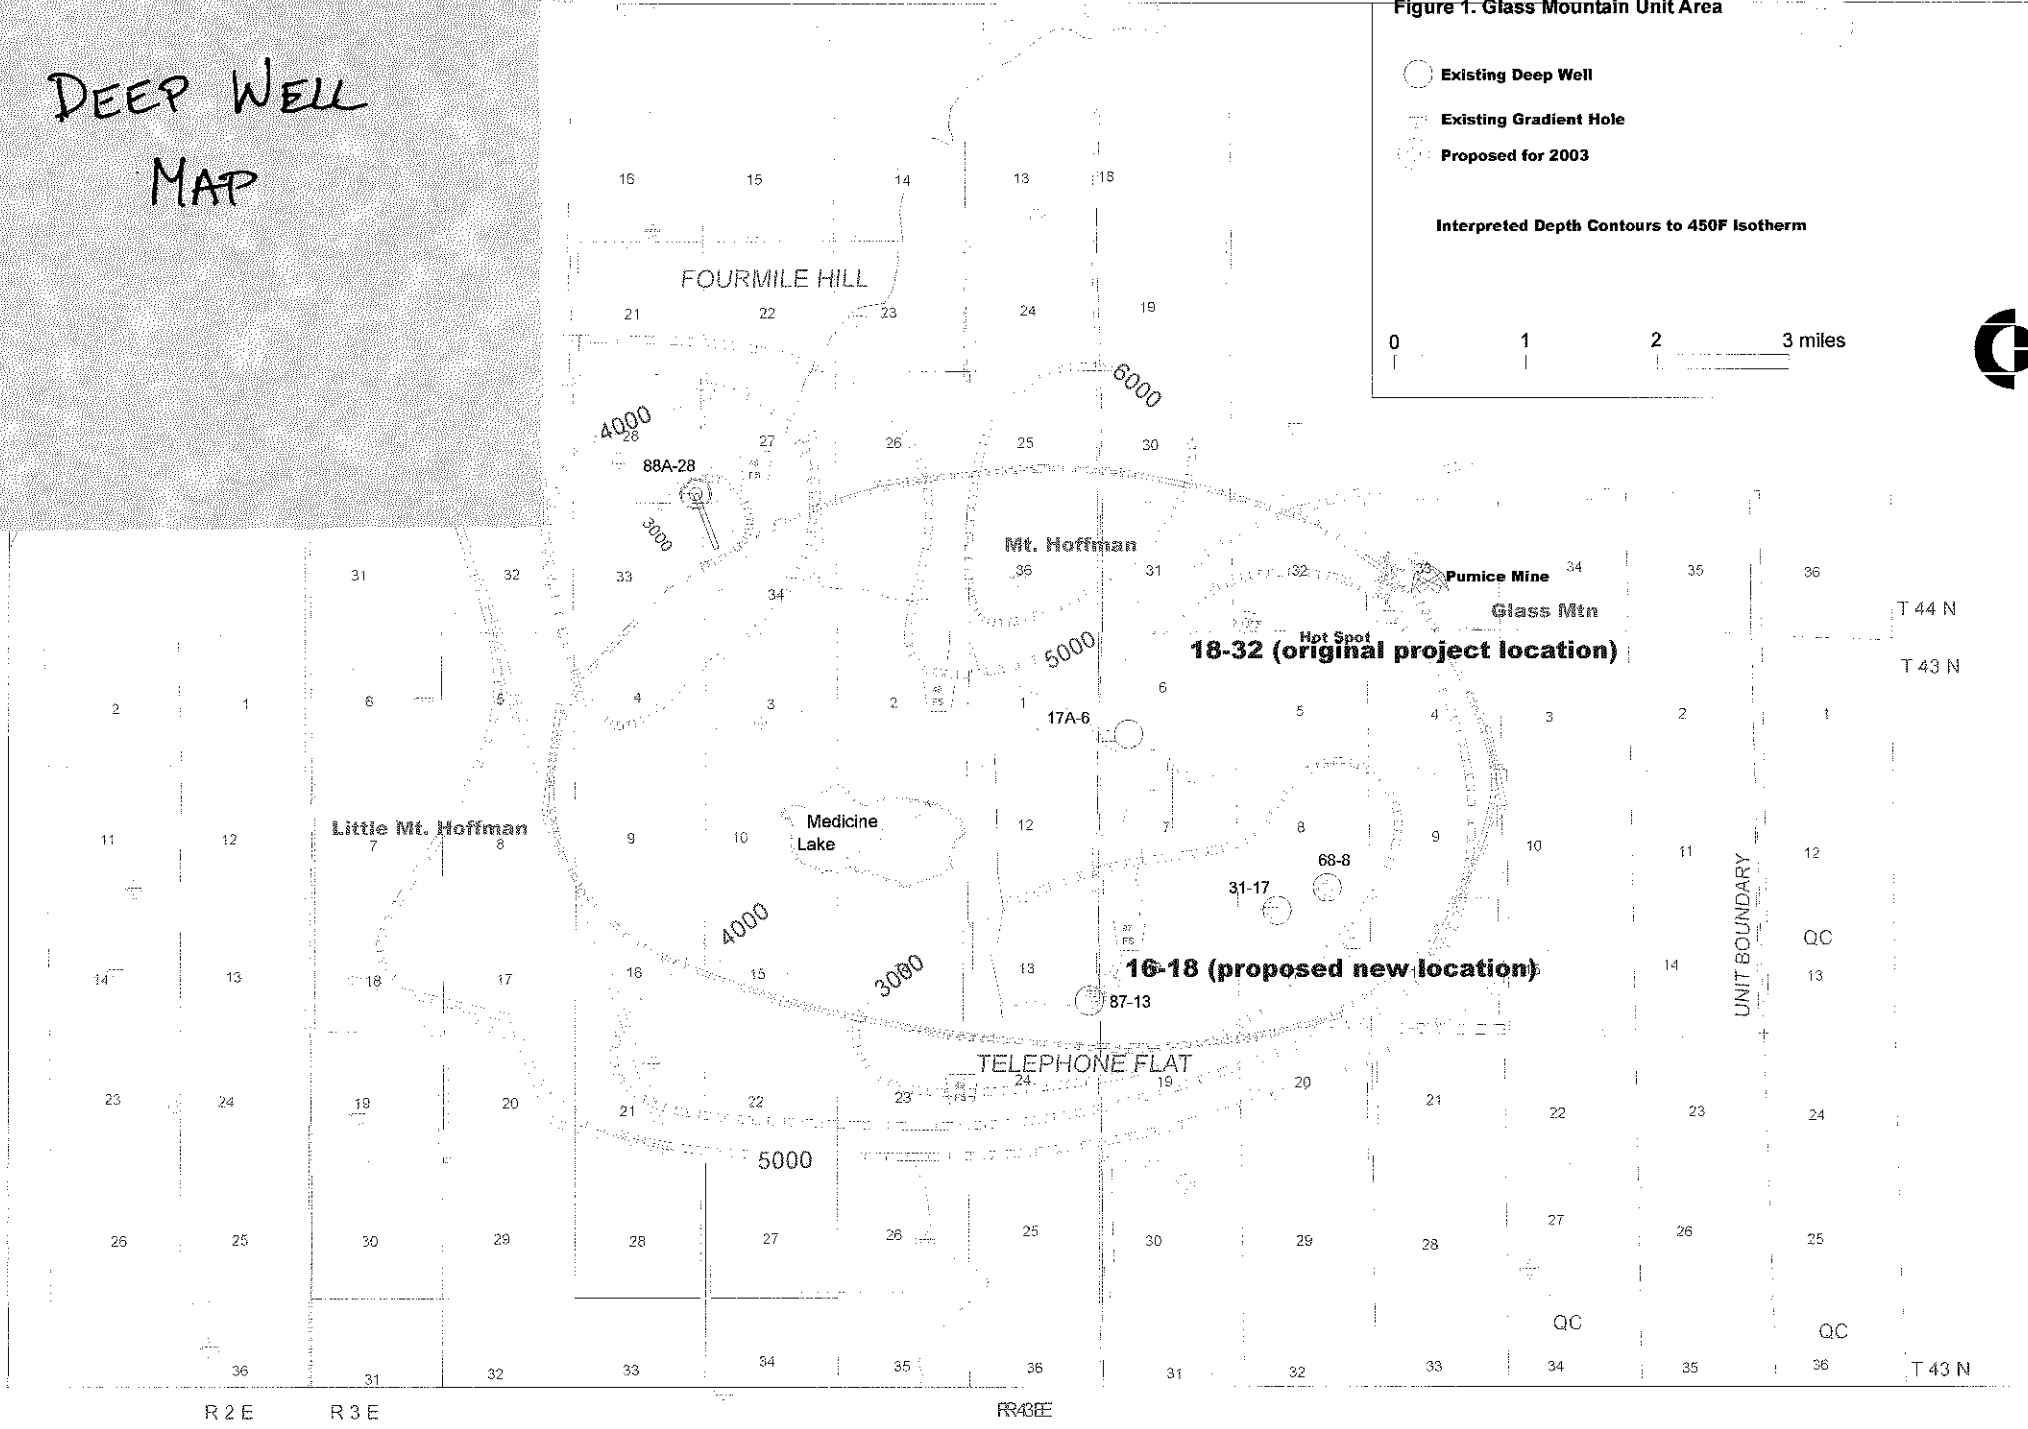 DEEP WELL
MAP
Figure 1. Glass Mountain Unit Area
Existing Deep Well
Existing Gradient Hole
Proposed for 2003
Interpreted Depth Contours to 450F Isotherm
0 1 2 3 miles
16 15 14 13 18
FOURMILE HILL
21 22 23 24 19
6000
4000
28 27 26 25 30
88A-28
3000
Mt. Hoffman
31 32 33 34 36 31 32 33 34 35 36
Pumice Mine
Glass Mtn
T 44 N
Hot Spot
18-32 (original project location)
5000
T 43 N
2 1 6 5 4 3 2 1 6 5 4 3 2 1
17A-6
Little Mt. Hoffman
Medicine
Lake
11 12 7 8 9 10 12 7 8 9 10 11 12
68-8
31-17
UNIT BOUNDARY
4000
FS
QC
14 13 18 17 16 15 13 14 13
3000
16-18 (proposed new location)
87-13
TELEPHONE FLAT
23 24 19 20 21 22 23 24 19 20 21 22 23 24
5000
26 25 30 29 28 27 26 25 30 29 28 27 26 25
QC
QC
36 31 32 33 34 35 36 31 32 33 34 35 36
T 43 N
R 2 E R 3 E